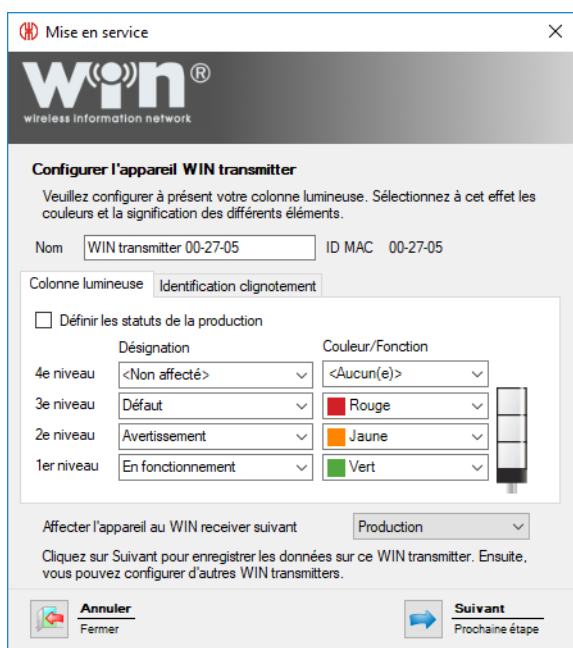 Mise en service
WIN®
wireless information network
Configurer l'appareil WIN transmitter
Veuillez configurer à présent votre colonne lumineuse. Sélectionnez à cet effet les
couleurs et la signification des différents éléments.
Nom WIN transmitter 00-27-05 ID MAC 00-27-05
Colonne lumineuse Identification clignotement
Définir les statuts de la production
Désignation Couleur/Fonction
4e niveau <Non affecté> <Aucun(e)>
3e niveau Défaut Rouge
2e niveau Avertissement Jaune
1er niveau En fonctionnement Vert
Affecter l'appareil au WIN receiver suivant Production
Cliquez sur Suivant pour enregistrer les données sur ce WIN transmitter. Ensuite,
vous pouvez configurer d'autres WIN transmitters.
Annuler Suivant
Fermer Prochaine étape